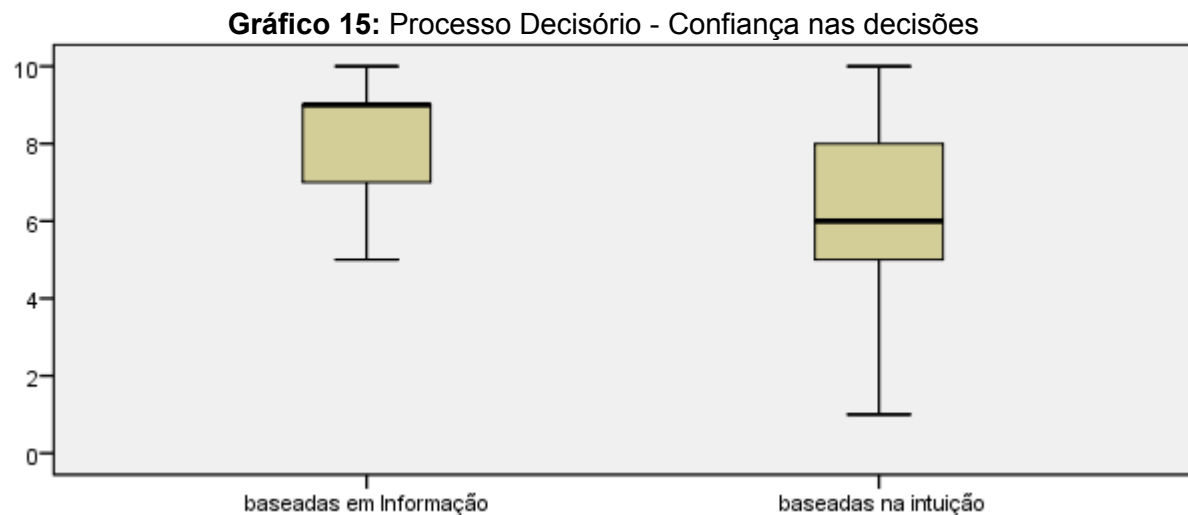 Gráfico 15: Processo Decisório - Confiança nas decisões
10
8
6
4
2
0
baseadas em Informação
baseadas na intuição